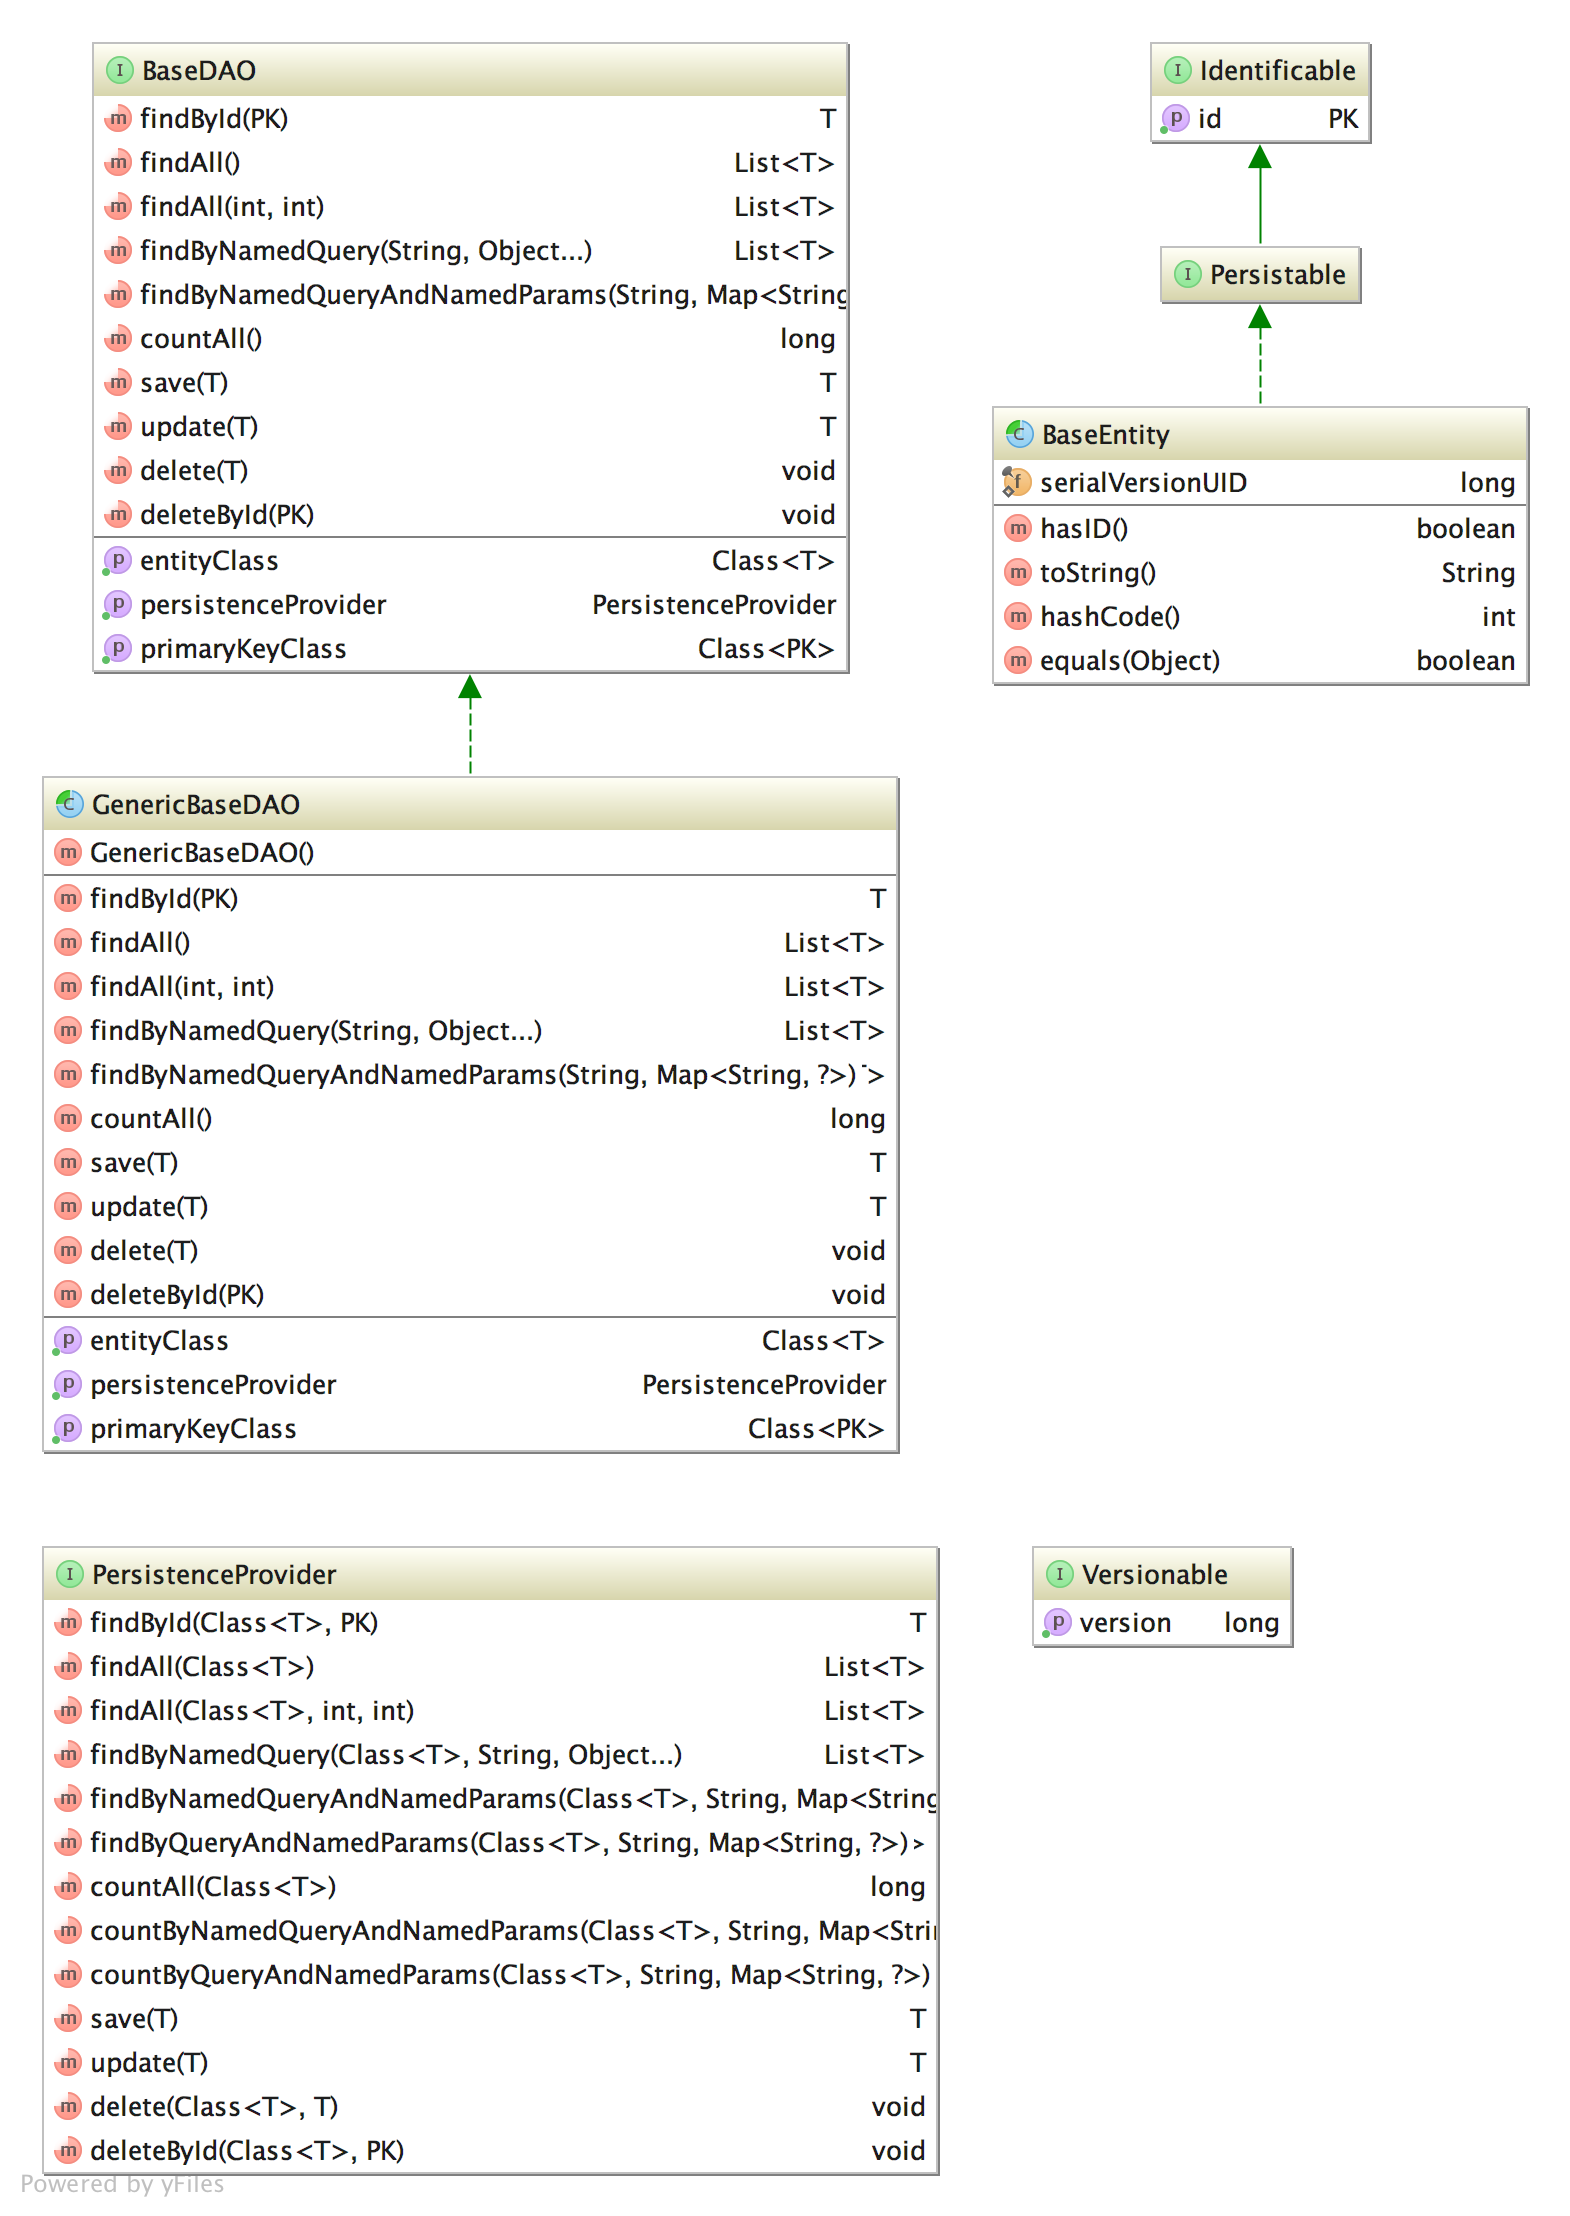 BaseDAO
findById(PK) T
findAll() List<T>
findAll(int, int) List<T>
findByNamedQuery(String, Object...) List<T>
findByNamedQueryAndNamedParams(String, Map<String
countAll() long
save(T) T
update(T) T
delete(T) void
deleteById(PK) void
entityClass Class<T>
persistenceProvider PersistenceProvider
primaryKeyClass Class<PK>
Identificable
id PK
Persistable
BaseEntity
serialVersionUID long
hasID() boolean
toString() String
hashCode() int
equals(Object) boolean
GenericBaseDAO
GenericBaseDAO()
findById(PK) T
findAll() List<T>
findAll(int, int) List<T>
findByNamedQuery(String, Object...) List<T>
findByNamedQueryAndNamedParams(String, Map<String, ?>) >
countAll() long
save(T) T
update(T) T
delete(T) void
deleteById(PK) void
entityClass Class<T>
persistenceProvider PersistenceProvider
primaryKeyClass Class<PK>
PersistenceProvider
findById(Class<T>, PK) T
findAll(Class<T>) List<T>
findAll(Class<T>, int, int) List<T>
findByNamedQuery(Class<T>, String, Object...) List<T>
findByNamedQueryAndNamedParams(Class<T>, String, Map<String
findByQueryAndNamedParams(Class<T>, String, Map<String, ?>) >
countAll(Class<T>) long
countByNamedQueryAndNamedParams(Class<T>, String, Map<Stri
countByQueryAndNamedParams(Class<T>, String, Map<String, ?>)
save(T) T
update(T) T
delete(Class<T>, T) void
deleteById(Class<T>, PK) void
Versionable
version long
Powered by yFiles